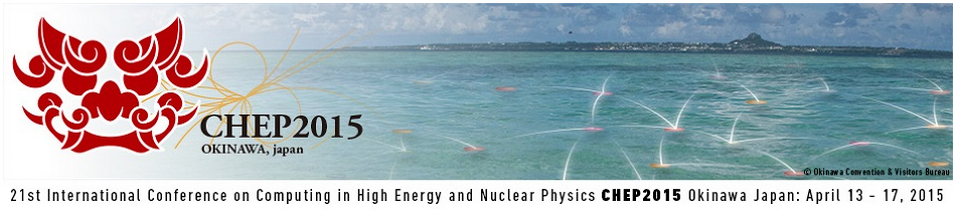 CHEP2015
OKINAWA, japan
© Okinawa Convention & Visitors Bureau
21st International Conference on Computing in High Energy and Nuclear Physics CHEP2015 Okinawa Japan: April 13 - 17, 2015